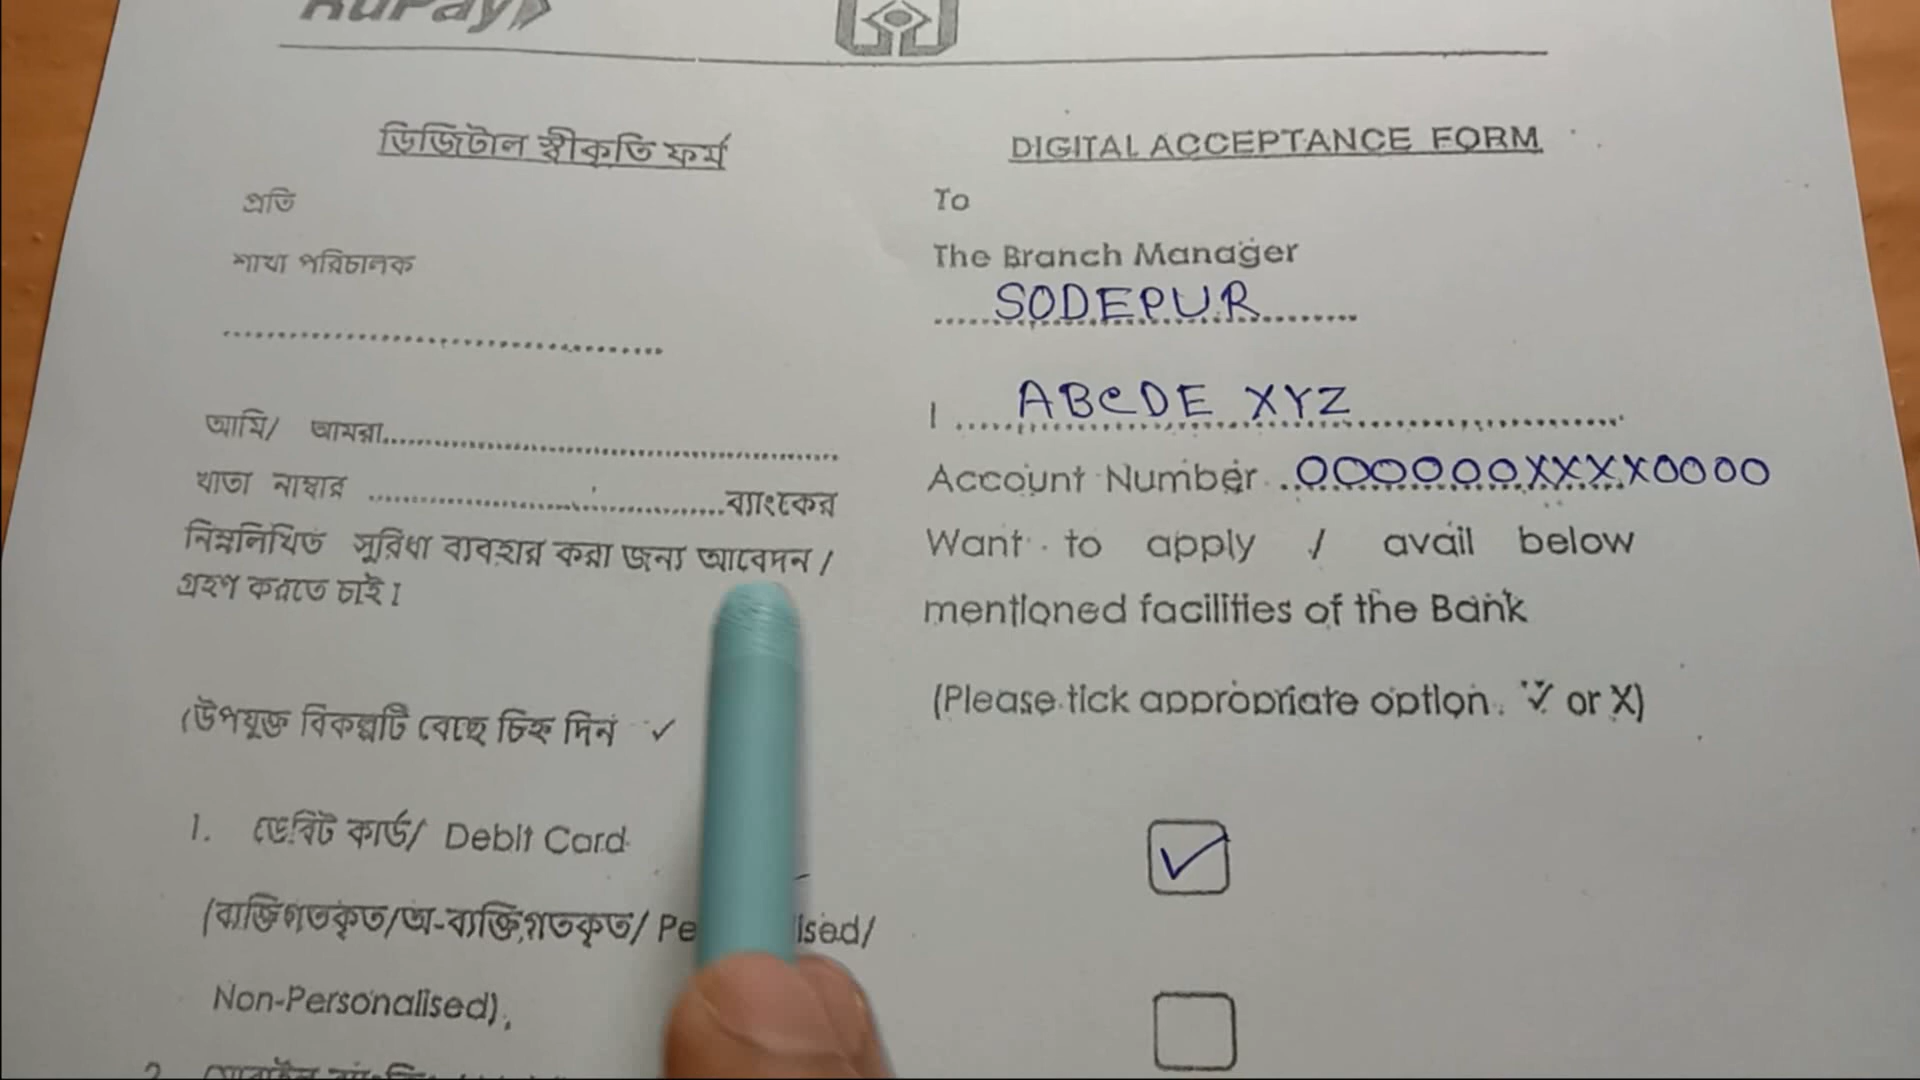 RuPay
ডিজিটাল স্বীকৃতি ফর্ম
প্রতি
শাখা পরিচালক
আমি/ আমরা
খাতা নাম্বার ব্যাংকের
নিম্নলিখিত সুবিধা ব্যবহার করা জন্য আবেদন /
গ্রহণ করতে চাই।
(উপযুক্ত বিকল্পটি বেছে চিহ্ন দিন ✓
DIGITAL ACCEPTANCE FORM
To
The Branch Manager
SODEPUR
I ABCDE XYZ
Account Number 000000XXXX0000
Want to apply / avail below
mentioned facilities of the Bank
(Please tick appropriate option. ✓ or X)
1. ডেবিট কার্ড/ Debit Card ✓
(ব্যক্তিগতকৃত/অ-ব্যক্তিগতকৃত/
Non-Personalised)